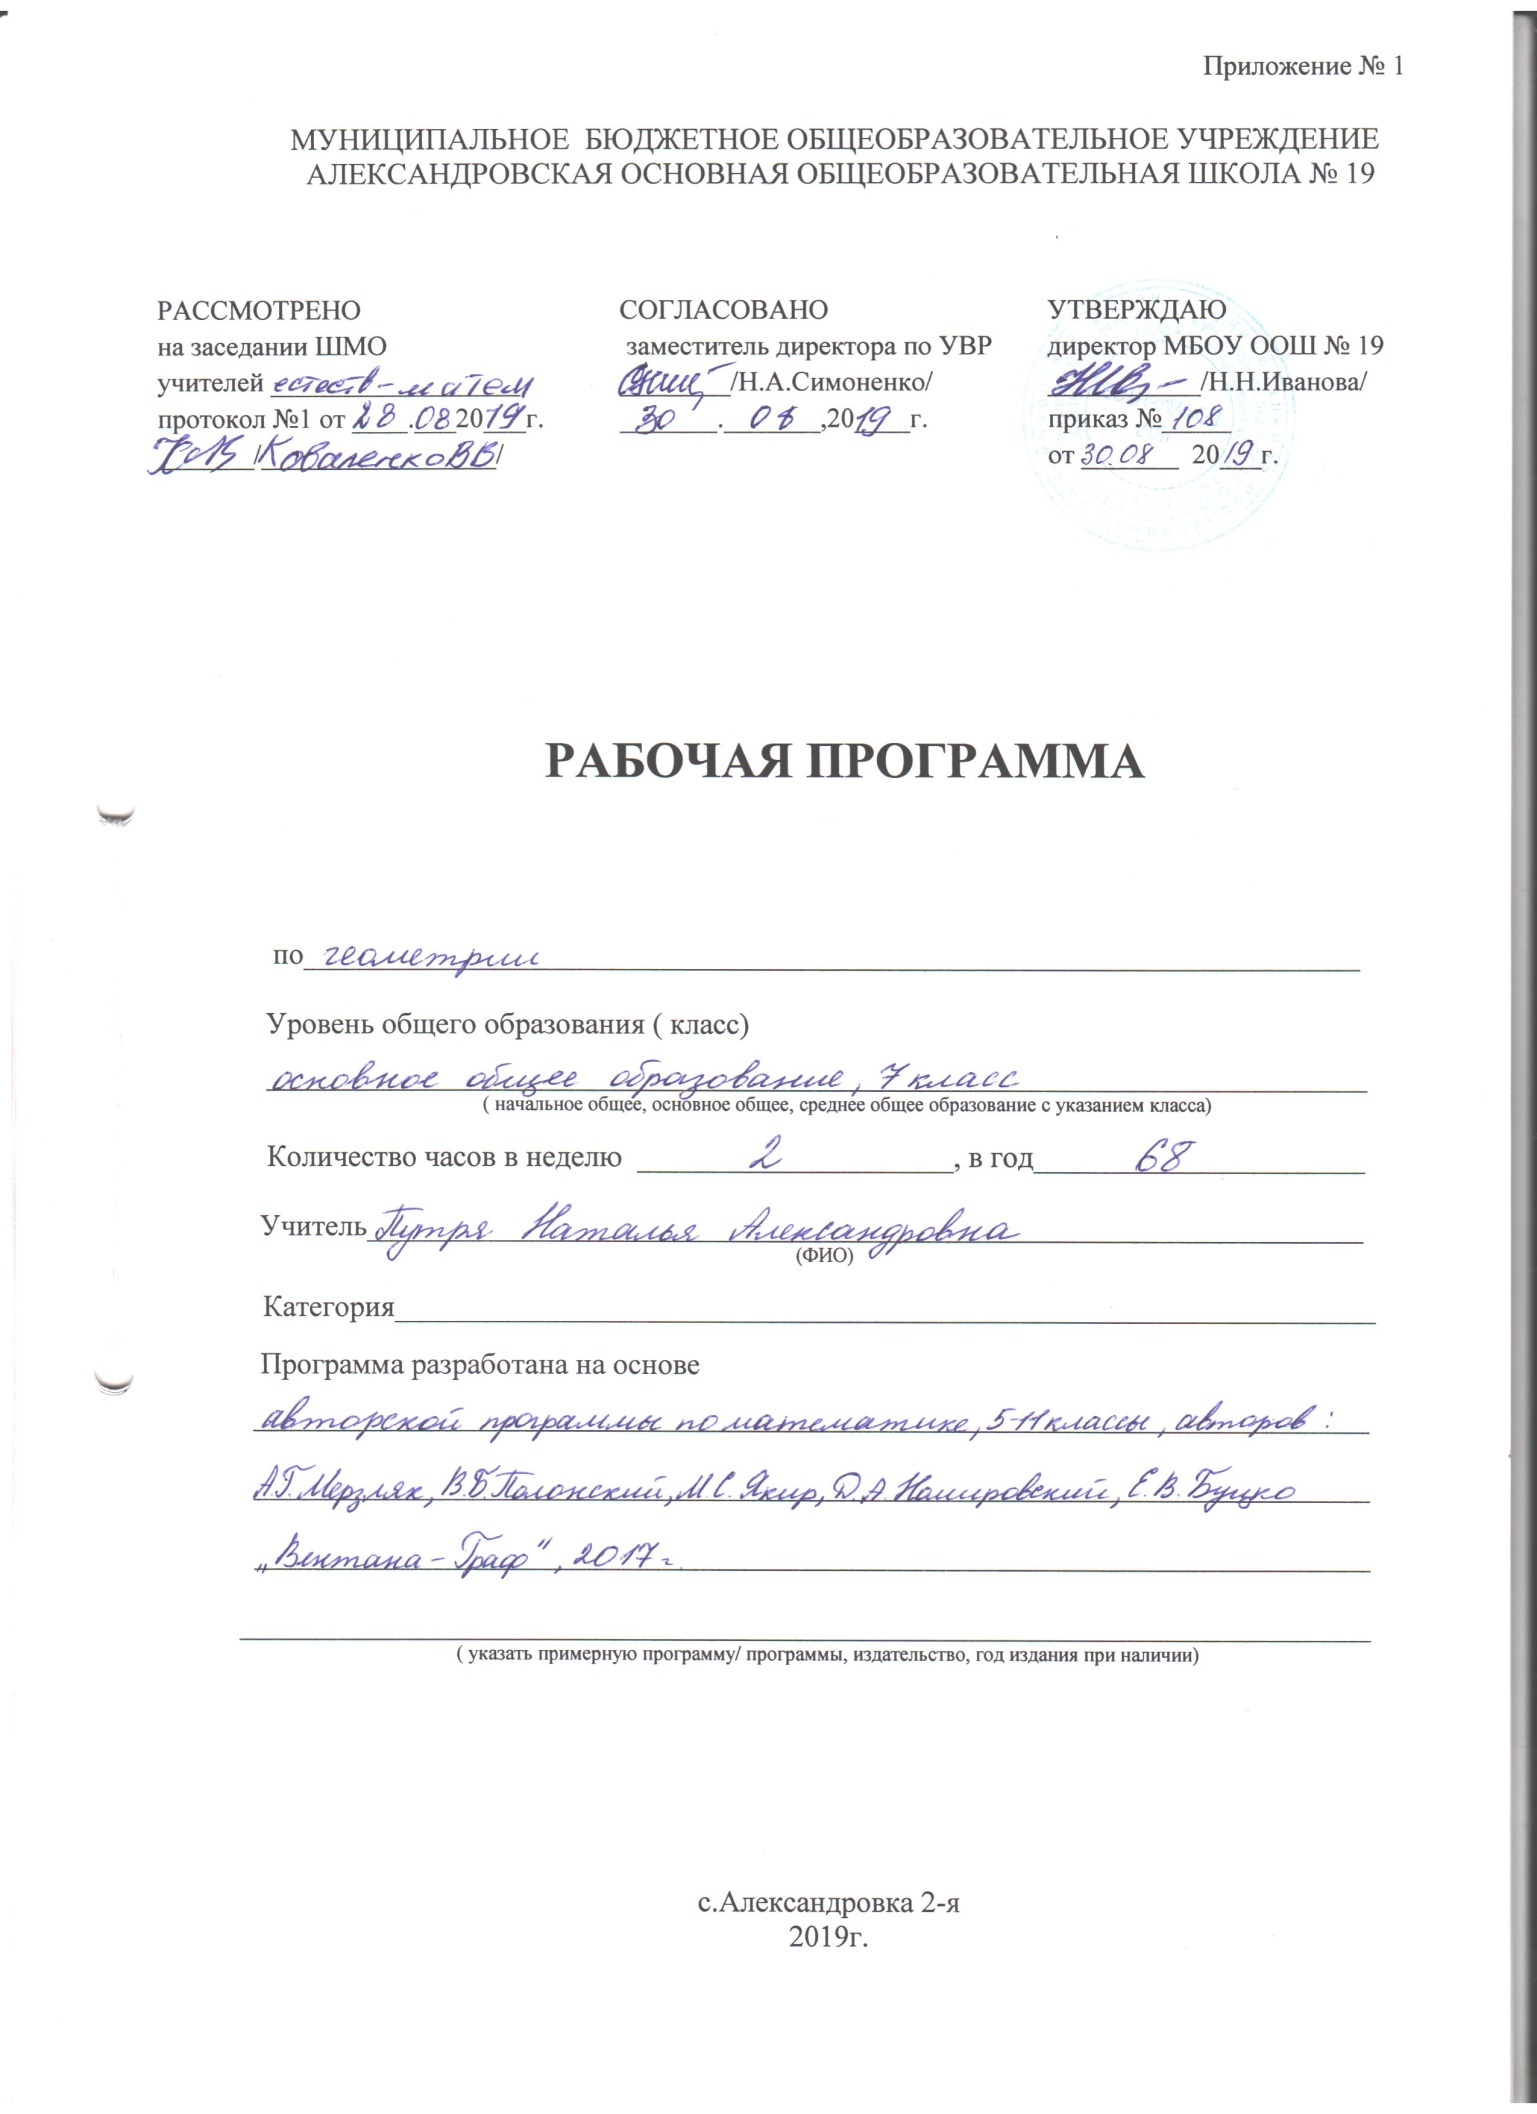 Приложение № 1
МУНИЦИПАЛЬНОЕ БЮДЖЕТНОЕ ОБЩЕОБРАЗОВАТЕЛЬНОЕ УЧРЕЖДЕНИЕ
АЛЕКСАНДРОВСКАЯ ОСНОВНАЯ ОБЩЕОБРАЗОВАТЕЛЬНАЯ ШКОЛА № 19
РАССМОТРЕНО
на заседании ШМО
учителей естеств-матем
протокол №1 от 28.08 2019 г.
/Коваленко В В/
СОГЛАСОВАНО
заместитель директора по УВР
/Н.А.Симоненко/
30.08,2019 г.
УТВЕРЖДАЮ
директор МБОУ ООШ № 19
/Н.Н.Иванова/
приказ № 108
от 30.08 2019 г.
РАБОЧАЯ ПРОГРАММА
по геометрии
Уровень общего образования ( класс)
основное общее образование, 7 класс
( начальное общее, основное общее, среднее общее образование с указанием класса)
Количество часов в неделю 2, в год 68
Учитель Путря Наталья Александровна
(ФИО)
Категория
Программа разработана на основе
авторской программы по математике, 5-11 классы, авторов:
А.Г. Мерзляк, В.Б. Полонский, М.С. Якир, Д.А. Номировский, Е.В. Буцко
„Вентана-Граф", 2017 г.
( указать примерную программу/ программы, издательство, год издания при наличии)
с.Александровка 2-я
2019г.